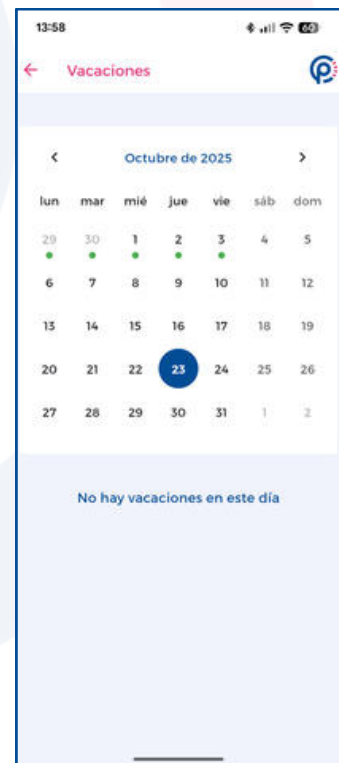 13:58 60
← Vacaciones
< Octubre de 2025 >
lun mar mié jue vie sáb dom
29 30 1 2 3 4 5
6 7 8 9 10 11 12
13 14 15 16 17 18 19
20 21 22 23 24 25 26
27 28 29 30 31 1 2
No hay vacaciones en este día